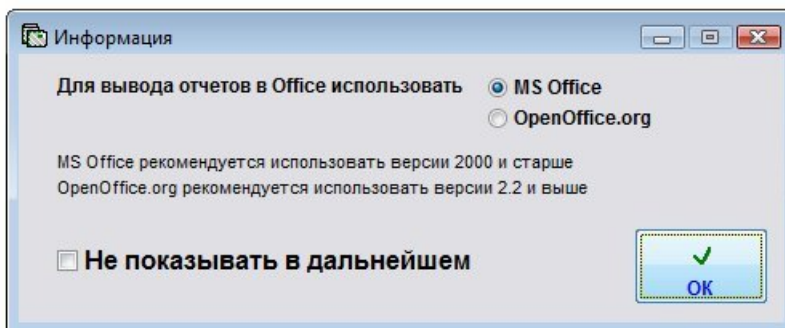 Информация
Для вывода отчетов в Office использовать
MS Office
OpenOffice.org
MS Office рекомендуется использовать версии 2000 и старше
OpenOffice.org рекомендуется использовать версии 2.2 и выше
Не показывать в дальнейшем
ОК